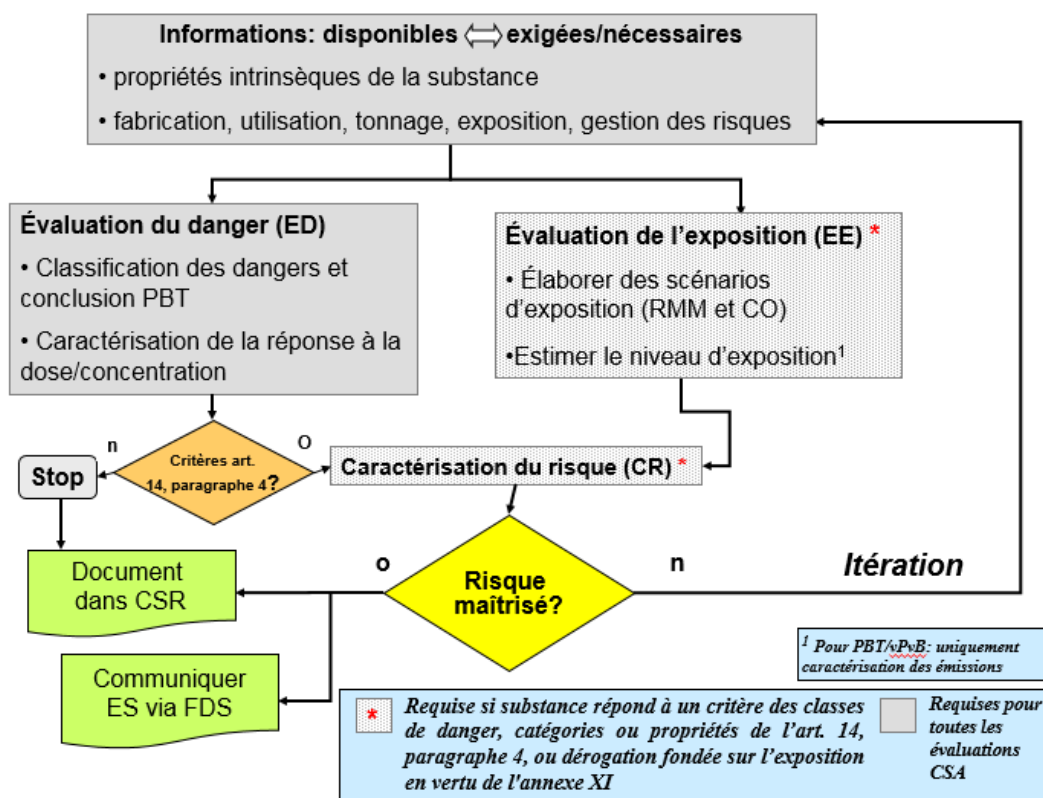 Informations: disponibles ⇔ exigées/nécessaires
• propriétés intrinsèques de la substance
• fabrication, utilisation, tonnage, exposition, gestion des risques
Évaluation du danger (ED)
• Classification des dangers et
conclusion PBT
• Caractérisation de la réponse à la
dose/concentration
Évaluation de l'exposition (EE) *
• Élaborer des scénarios
d'exposition (RMM et CO)
•Estimer le niveau d'exposition¹
n
Critères art.
14, paragraphe 4?
O
Stop
Caractérisation du risque (CR) *
Document
dans CSR
o
Risque
maîtrisé?
n
Itération
Communiquer
ES via FDS
¹ Pour PBT/vPvB: uniquement
caractérisation des émissions
* Requise si substance répond à un critère des classes
de danger, catégories ou propriétés de l'art. 14,
paragraphe 4, ou dérogation fondée sur l'exposition
en vertu de l'annexe XI
Requises pour
toutes les
évaluations
CSA